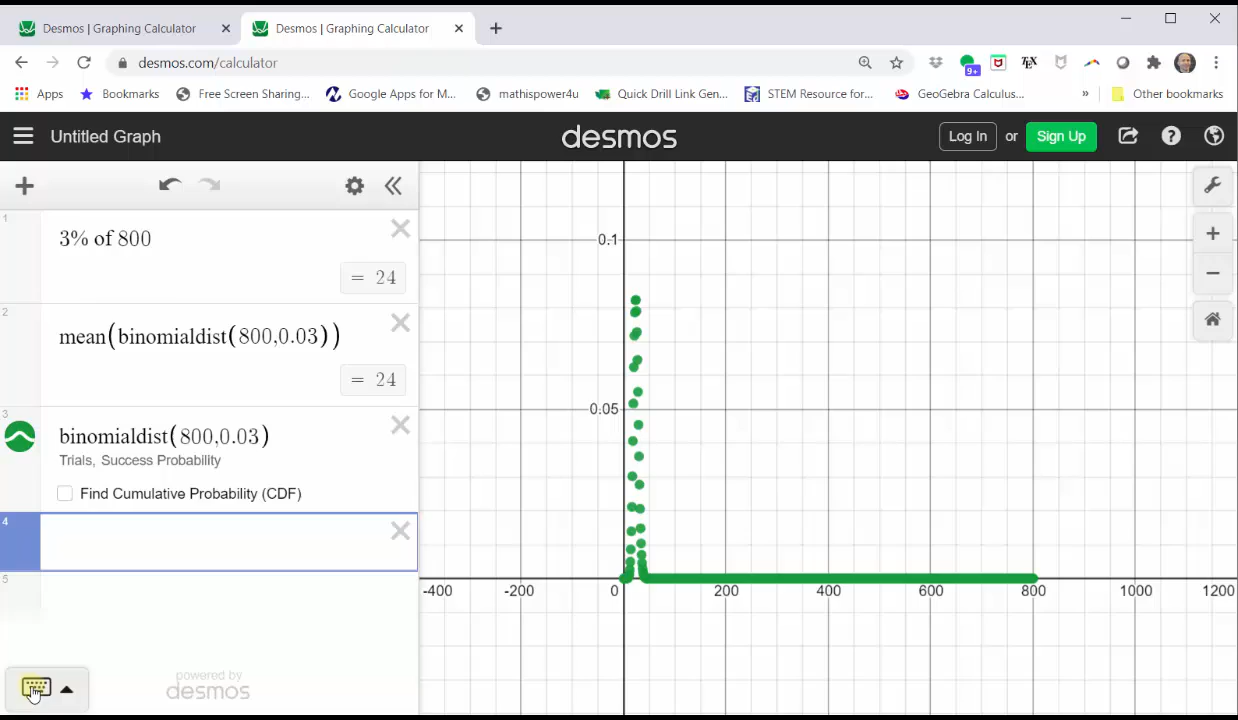 Desmos | Graphing Calculator
Desmos | Graphing Calculator
desmos.com/calculator
9+
TEX
Apps
Bookmarks
Free Screen Sharing...
Google Apps for M...
mathispower4u
Quick Drill Link Gen...
STEM Resource for...
GeoGebra Calculus...
»
Other bookmarks
Untitled Graph
desmos
Log In
or
Sign Up
1
3% of 800
= 24
2
mean(binomialdist(800,0.03))
= 24
3
binomialdist(800,0.03)
Trials, Success Probability
Find Cumulative Probability (CDF)
4
5
powered by
desmos
0.1
0.05
-400
-200
0
200
400
600
800
1000
1200